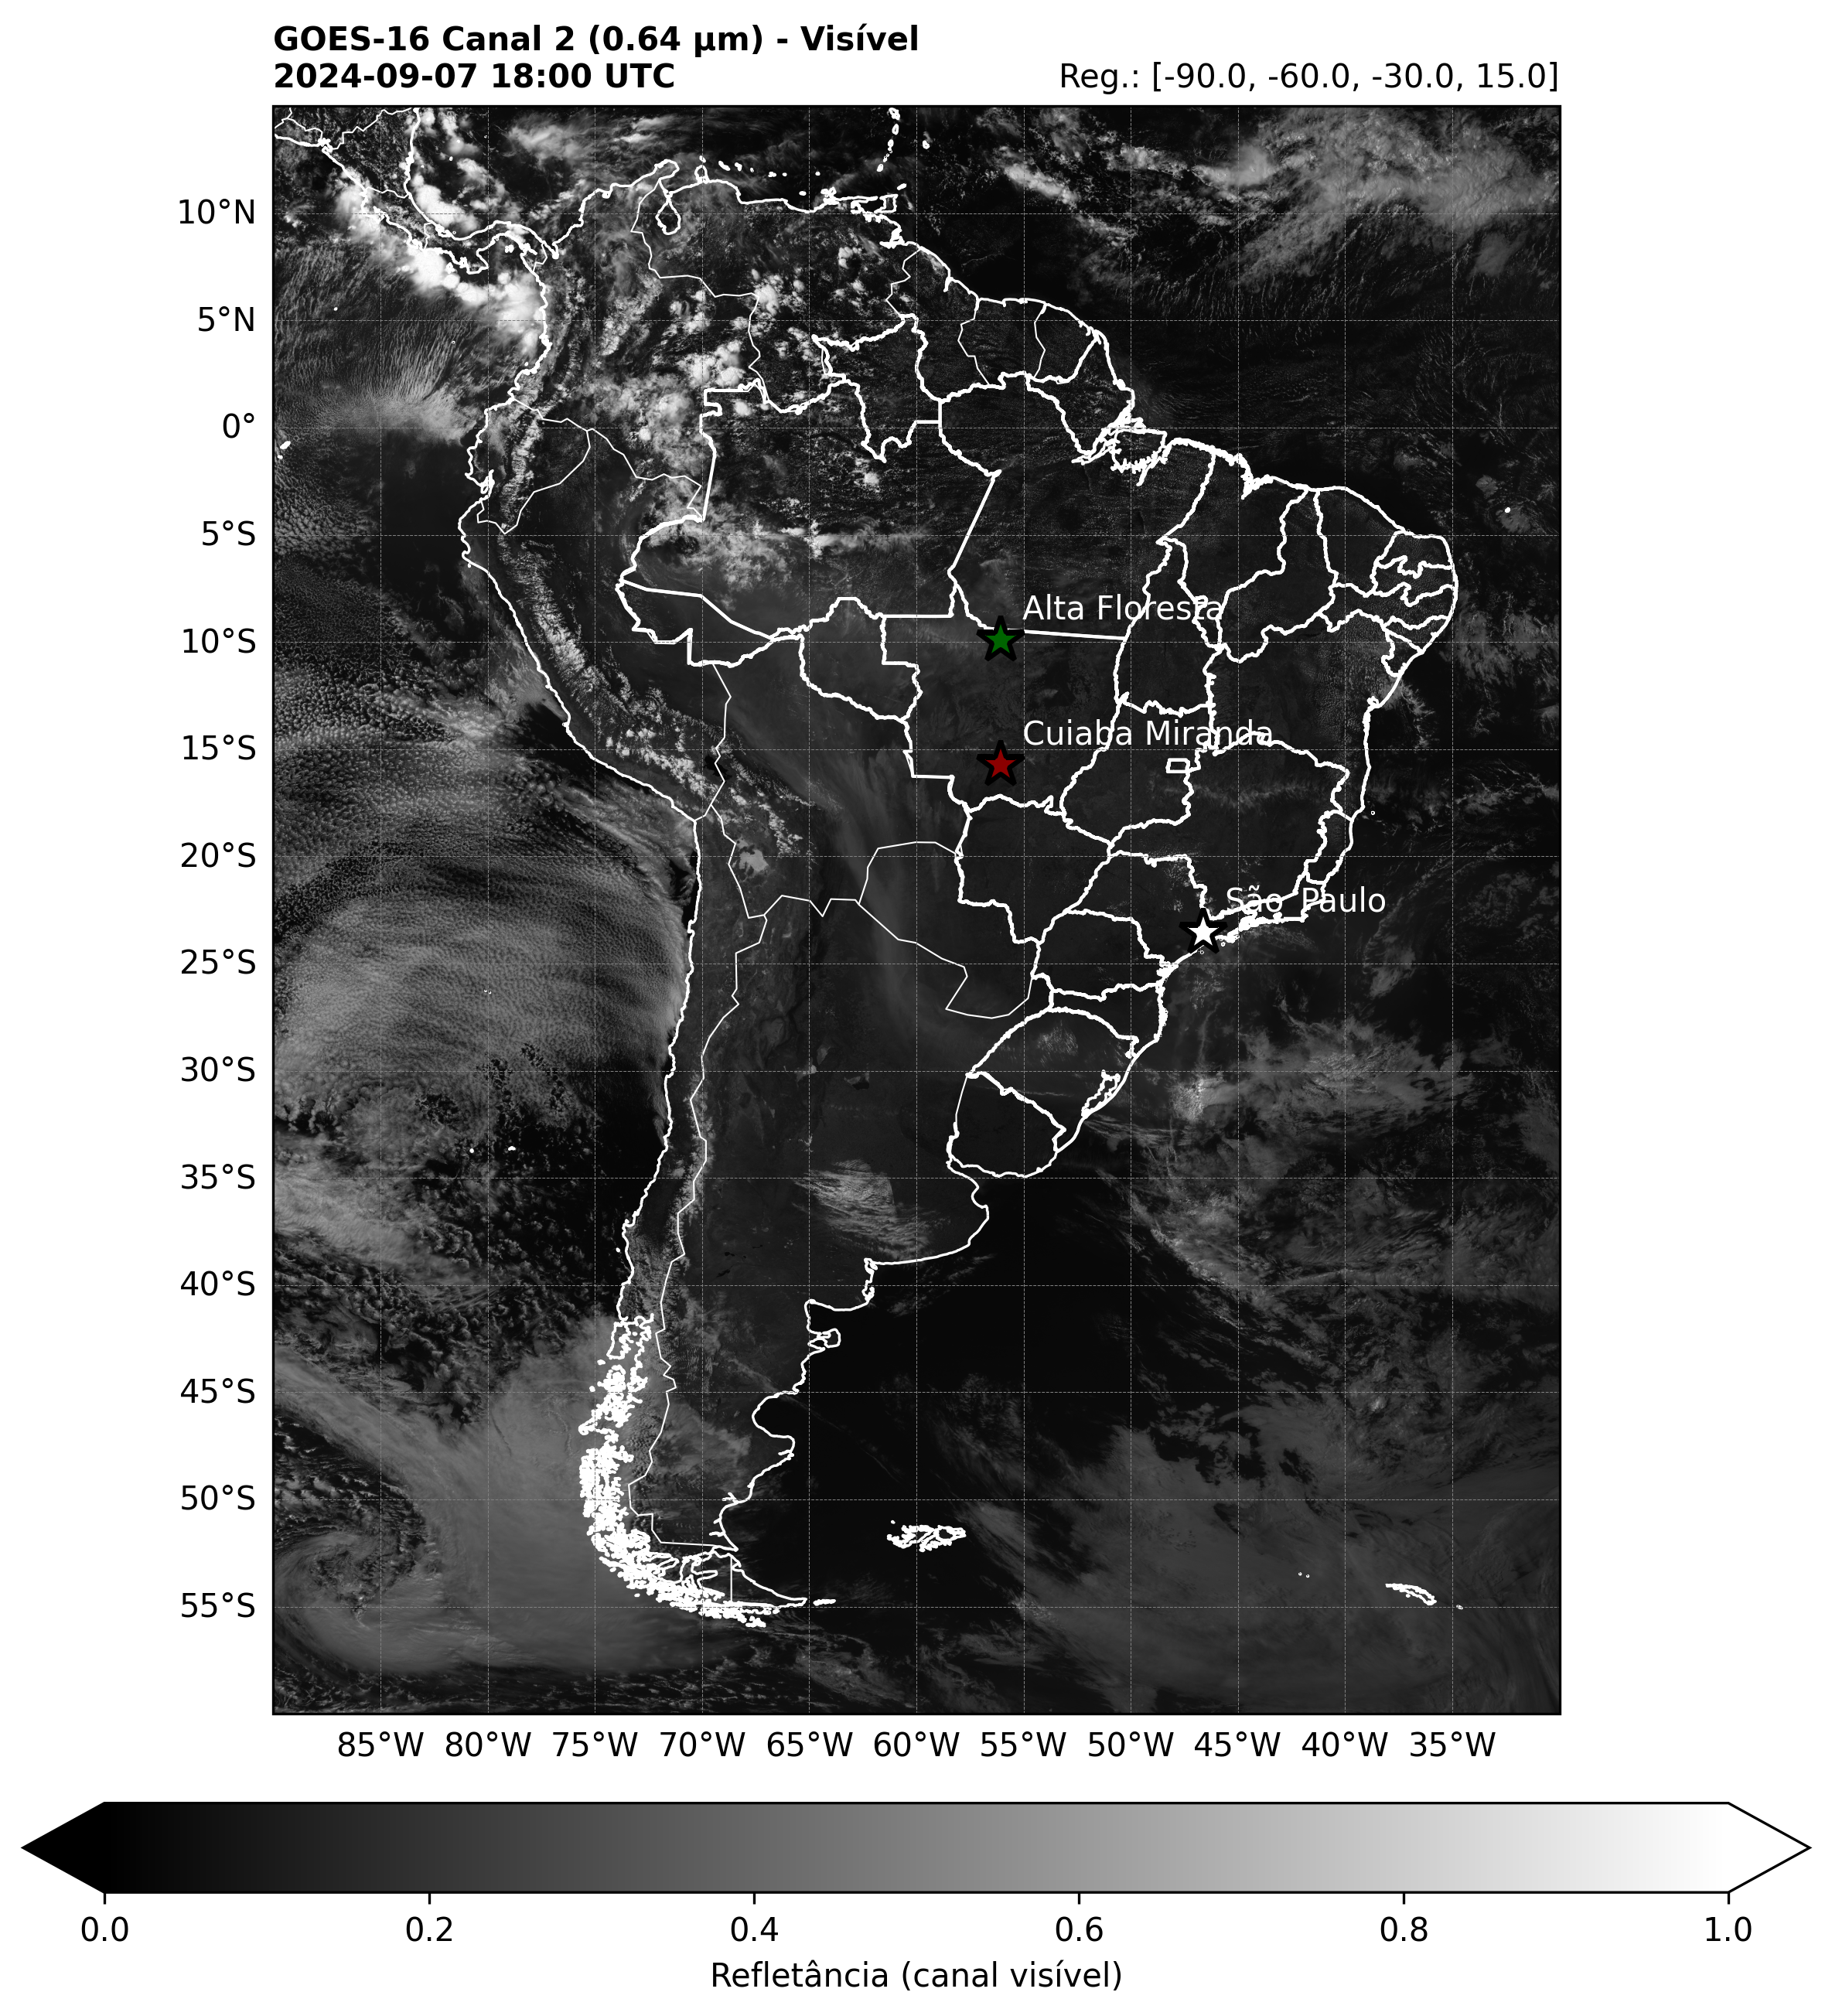 GOES-16 Canal 2 (0.64 µm) - Visível
2024-09-07 18:00 UTC
Reg.: [-90.0, -60.0, -30.0, 15.0]
10°N
5°N
0°
5°S
10°S
15°S
20°S
25°S
30°S
35°S
40°S
45°S
50°S
55°S
Alta Floresta
Cuiaba Miranda
São Paulo
85°W 80°W 75°W 70°W 65°W 60°W 55°W 50°W 45°W 40°W 35°W
0.0 0.2 0.4 0.6 0.8 1.0
Refletância (canal visível)